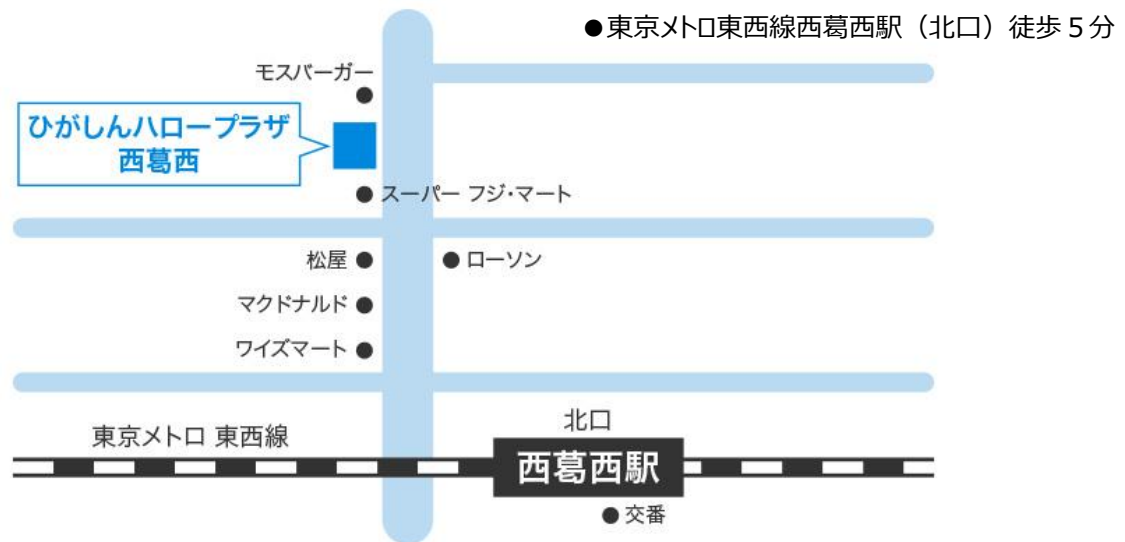 ●東京メトロ東西線西葛西駅（北口）徒歩5分
モスバーガー
ひがしんハロープラザ
西葛西
スーパー フジ・マート
松屋
ローソン
マクドナルド
ワイズマート
北口
東京メトロ 東西線
西葛西駅
交番